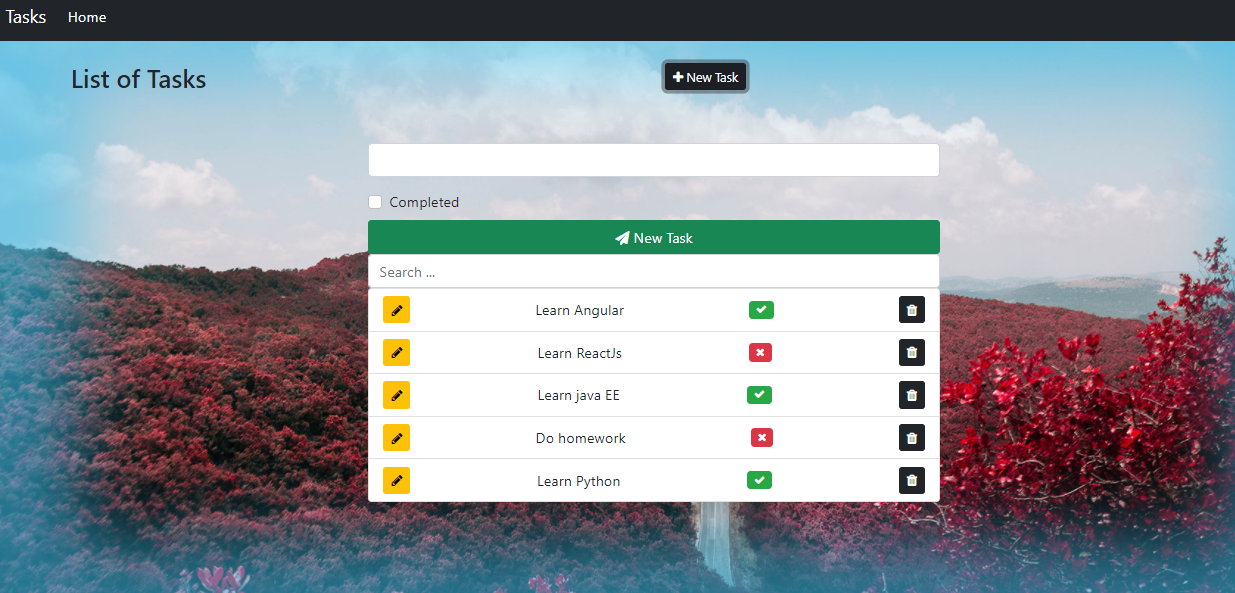 Tasks Home
List of Tasks
New Task
Completed
New Task
Search ...
Learn Angular
Learn ReactJs
Learn java EE
Do homework
Learn Python